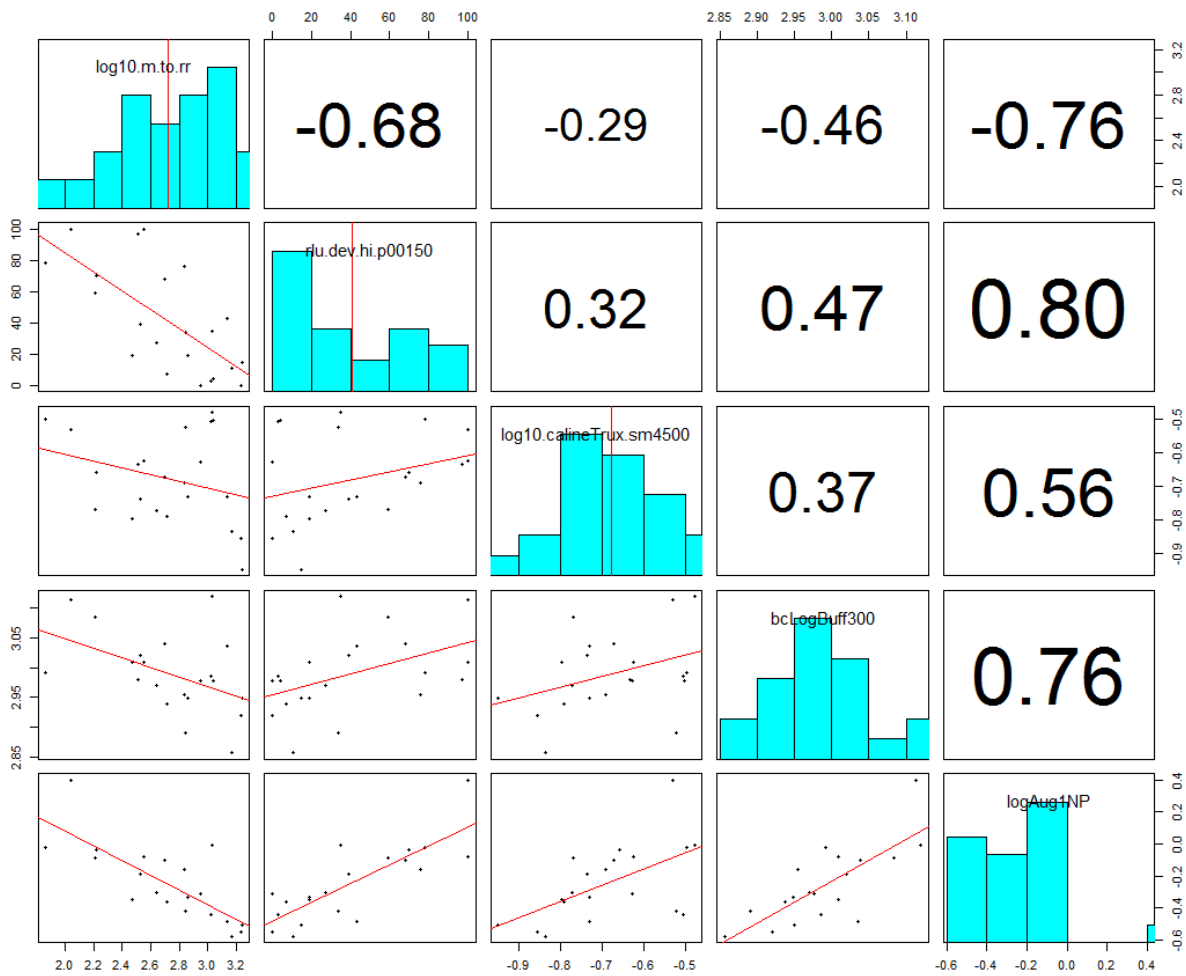 0 20 40 60 80 100
2.85 2.90 2.95 3.00 3.05 3.10
log10.m.to.rr
-0.68
-0.29
-0.46
-0.76
2.0 2.4 2.8 3.2
0 20 40 60 80 100
rlu.dev.hi.p00150
0.32
0.47
0.80
log10.calineTrux.sm4500
0.37
0.56
-0.9 -0.8 -0.7 -0.6 -0.5
2.85 2.95 3.05
bcLogBuff300
0.76
logAug1NP
-0.6 -0.4 -0.2 0.0 0.2 0.4
2.0 2.2 2.4 2.6 2.8 3.0 3.2
-0.9 -0.8 -0.7 -0.6 -0.5
-0.6 -0.4 -0.2 0.0 0.2 0.4